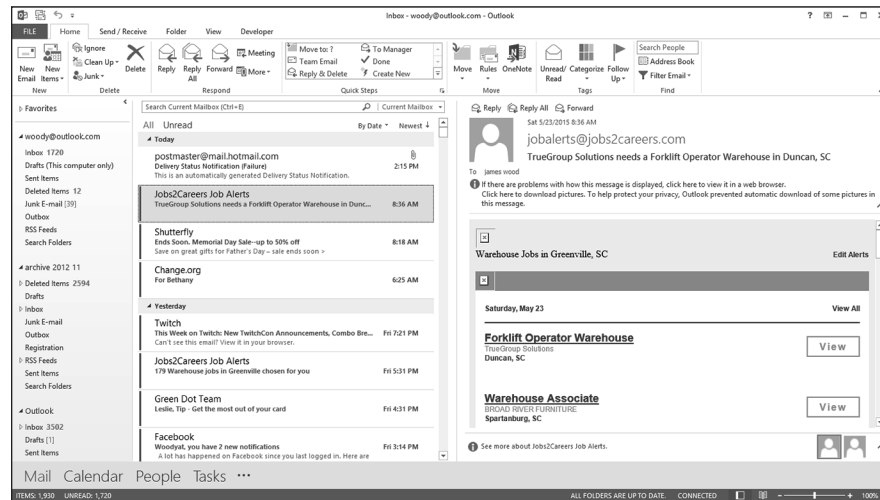 Inbox - woody@outlook.com - Outlook
FILE Home Send / Receive Folder View Developer
New Email New Items
Ignore
Clean Up
Junk
Delete
Reply Reply All Forward
Meeting
More
Move to: ? To Manager
Team Email Done
Reply & Delete Create New
Move Rules OneNote
Unread/ Read Categorize Follow Up
Search People
Address Book
Filter Email
New Delete Respond Quick Steps Move Tags Find
Favorites
woody@outlook.com
Inbox 1720
Drafts (This computer only)
Sent Items
Deleted Items 12
Junk E-mail [39]
Outbox
RSS Feeds
Search Folders
archive 2012 11
Deleted Items 2594
Drafts
Inbox
Junk E-mail
Outbox
Registration
RSS Feeds
Sent Items
Search Folders
Outlook
Inbox 3502
Drafts [1]
Sent Items
Search Current Mailbox (Ctrl+E) Current Mailbox
All Unread By Date Newest
Today
postmaster@mail.hotmail.com
Delivery Status Notification (Failure) 2:15 PM
This is an automatically generated Delivery Status Notification.
Jobs2Careers Job Alerts
TrueGroup Solutions needs a Forklift Operator Warehouse in Dunc... 8:36 AM
Shutterfly
Ends Soon. Memorial Day Sale--up to 50% off 8:18 AM
Save on great gifts for Father's Day – sale ends soon >
Change.org
For Bethany 6:25 AM
Yesterday
Twitch
This Week on Twitch: New TwitchCon Announcements, Combo Bre... Fri 7:21 PM
Can't see this email? View it in your browser.
Jobs2Careers Job Alerts
179 Warehouse jobs in Greenville chosen for you Fri 5:31 PM
Green Dot Team
Leslie, Tip - Get the most out of your card Fri 4:31 PM
Facebook
Woodyat, you have 2 new notifications Fri 3:14 PM
A lot has happened on Facebook since you last logged in. Here are
Reply Reply All Forward
Sat 5/23/2015 8:36 AM
jobalerts@jobs2careers.com
TrueGroup Solutions needs a Forklift Operator Warehouse in Duncan, SC
To james wood
If there are problems with how this message is displayed, click here to view it in a web browser.
Click here to download pictures. To help protect your privacy, Outlook prevented automatic download of some pictures in
this message.
Warehouse Jobs in Greenville, SC Edit Alerts
Saturday, May 23 View All
Forklift Operator Warehouse
TrueGroup Solutions
Duncan, SC
View
Warehouse Associate
BROAD RIVER FURNITURE
Spartanburg, SC
View
See more about Jobs2Careers Job Alerts.
Mail Calendar People Tasks
ITEMS: 1,930 UNREAD: 1,720 ALL FOLDERS ARE UP TO DATE. CONNECTED 100%